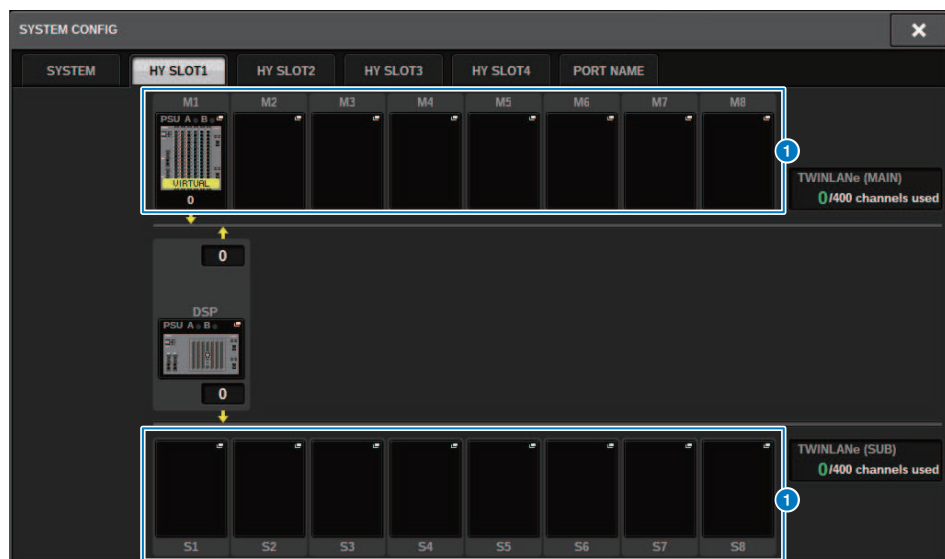 SYSTEM CONFIG
SYSTEM HY SLOT1 HY SLOT2 HY SLOT3 HY SLOT4 PORT NAME
M1 M2 M3 M4 M5 M6 M7 M8
PSU A B
VIRTUAL
0
1
TWINLANe (MAIN)
0/400 channels used
0
DSP
PSU A B
0
TWINLANe (SUB)
0/400 channels used
1
S1 S2 S3 S4 S5 S6 S7 S8